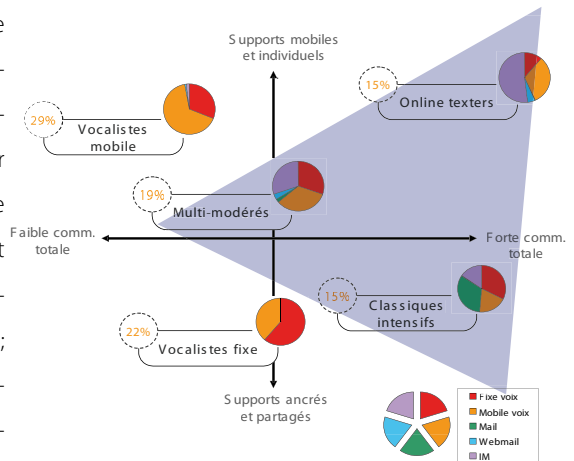 e
Supports mobiles
et individuels
-
15%
Online texters
-
29%
Vocalistes
mobile
r
19%
e
Multi-modérés
Faible comm.
totale
Forte comm.
totale
t
-
15%
Classiques
intensifs
22%
Vocalistes fixe
;
-
Supports ancrés
et partagés
Fixe voix
Mobile voix
Mail
Webmail
IM
-